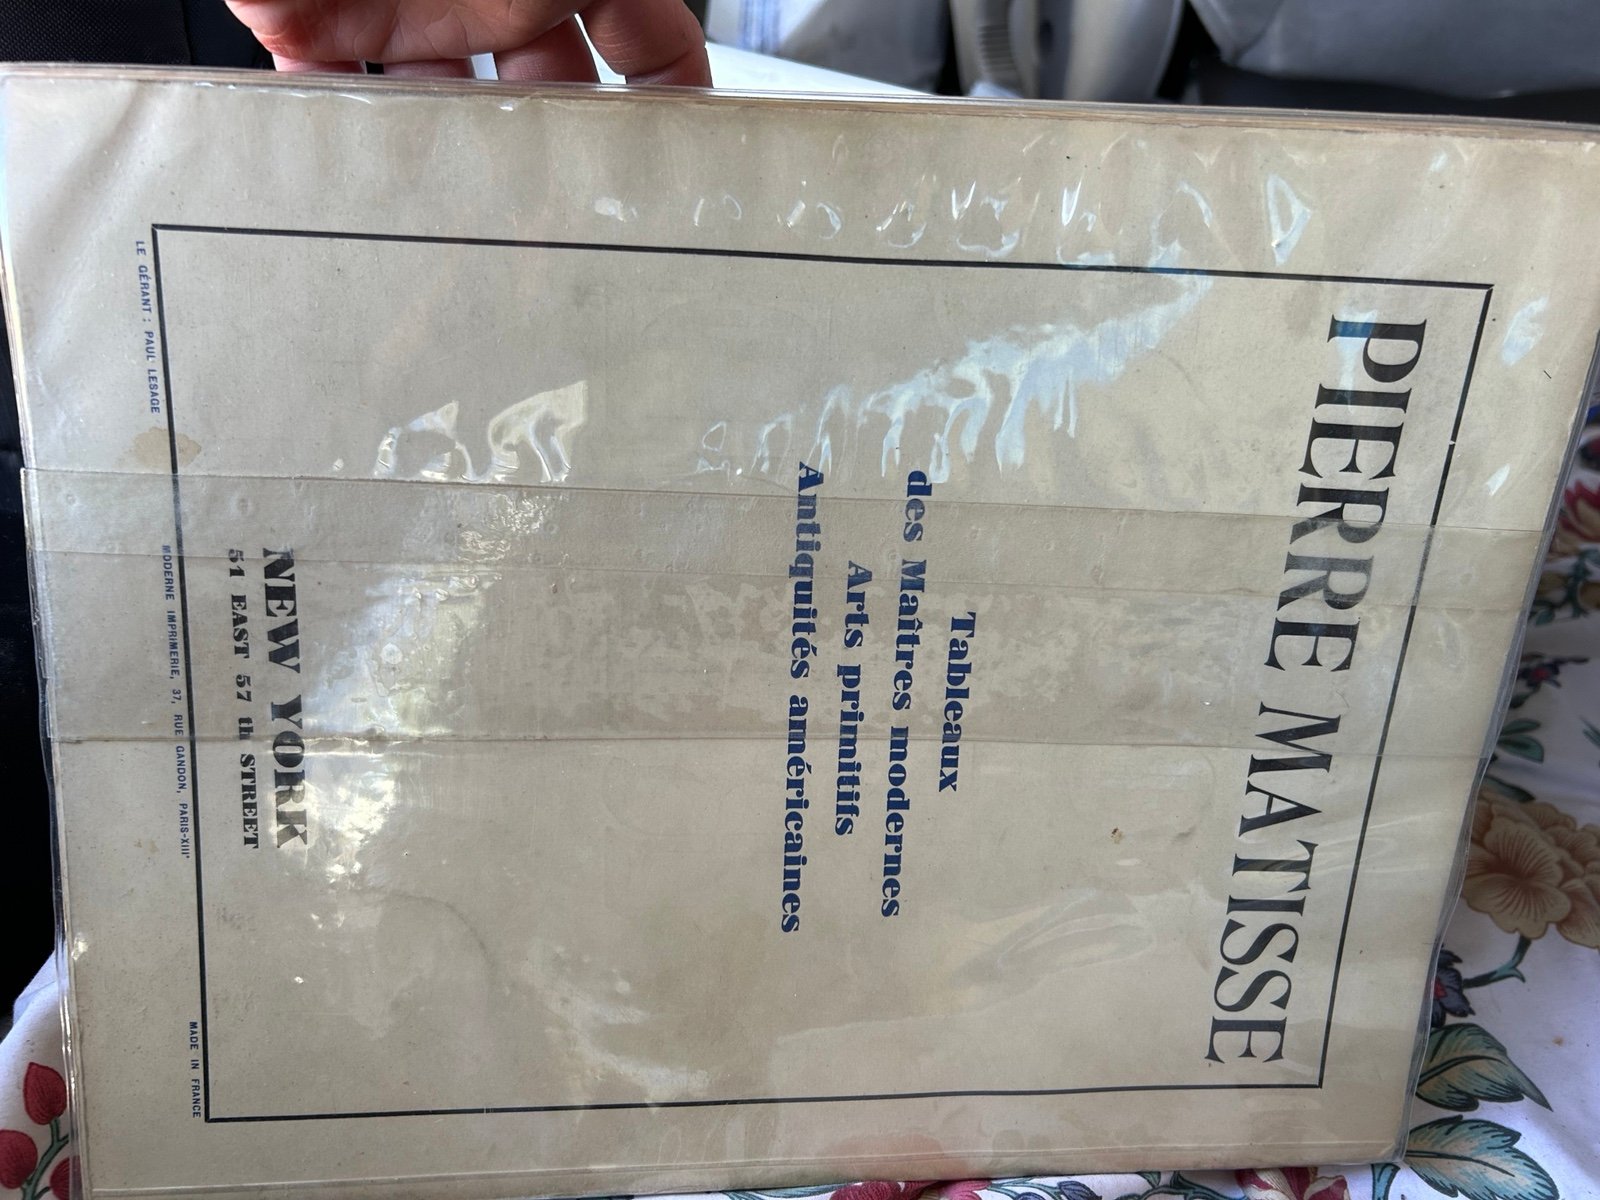 PIERRE MATISSE
Tableaux
des Maîtres modernes
Arts primitifs
Antiquités américaines
NEW YORK
51 EAST 57 th STREET
LE GÉRANT : PAUL LESAGE
MODERNE IMPRIMERIE, 37, RUE GANDON, PARIS-XIIIᵉ
MADE IN FRANCE